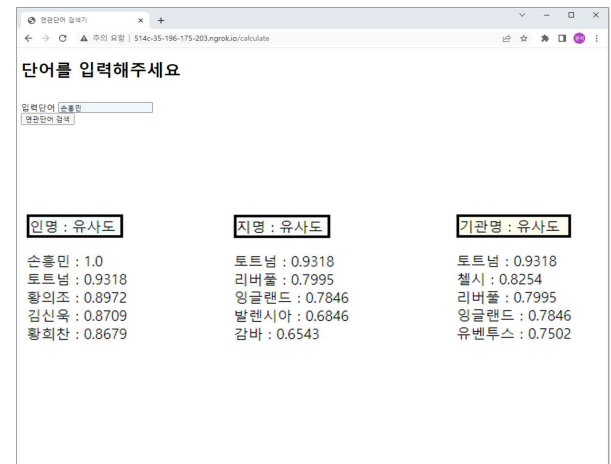 연관단어 검색기
주의 요함 | 514c-35-196-175-203.ngrok.io/calculate
단어를 입력해주세요
입력단어 손흥민
연관단어 검색
인명 : 유사도
손흥민 : 1.0
토트넘 : 0.9318
황의조 : 0.8972
김신욱 : 0.8709
황희찬 : 0.8679
지명 : 유사도
토트넘 : 0.9318
리버풀 : 0.7995
잉글랜드 : 0.7846
발렌시아 : 0.6846
감바 : 0.6543
기관명 : 유사도
토트넘 : 0.9318
첼시 : 0.8254
리버풀 : 0.7995
잉글랜드 : 0.7846
유벤투스 : 0.7502